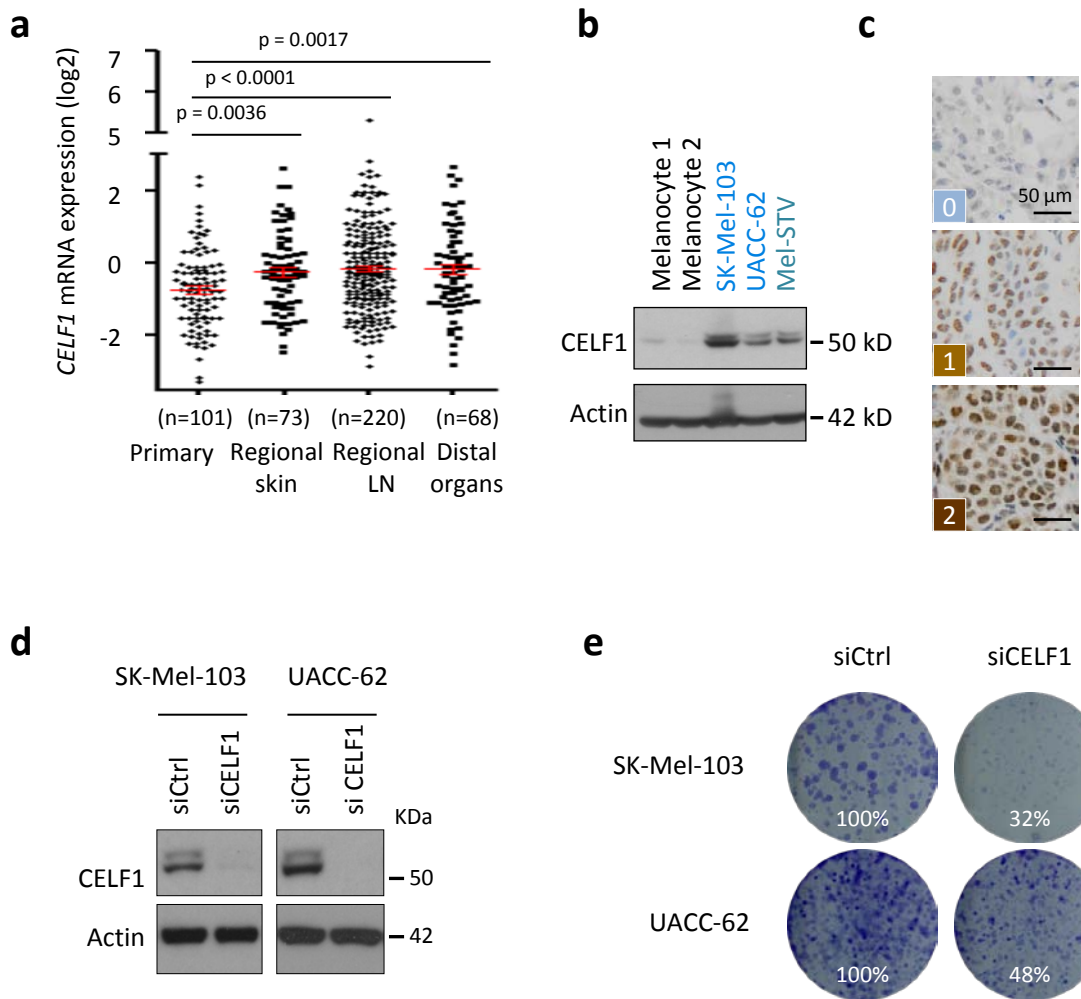 a
CELF1 mRNA expression (log2)
7
6
5
2
0
-2
p = 0.0017
p < 0.0001
p = 0.0036
(n=101) (n=73) (n=220) (n=68)
Primary Regional skin Regional LN Distal organs
b
Melanocyte 1
Melanocyte 2
SK-Mel-103
UACC-62
Mel-STV
CELF1
50 kD
Actin
42 kD
c
0
50 µm
1
2
d
SK-Mel-103 UACC-62
siCtrl
siCELF1
siCtrl
si CELF1
KDa
CELF1
50
Actin
42
e
siCtrl siCELF1
SK-Mel-103
100% 32%
UACC-62
100% 48%